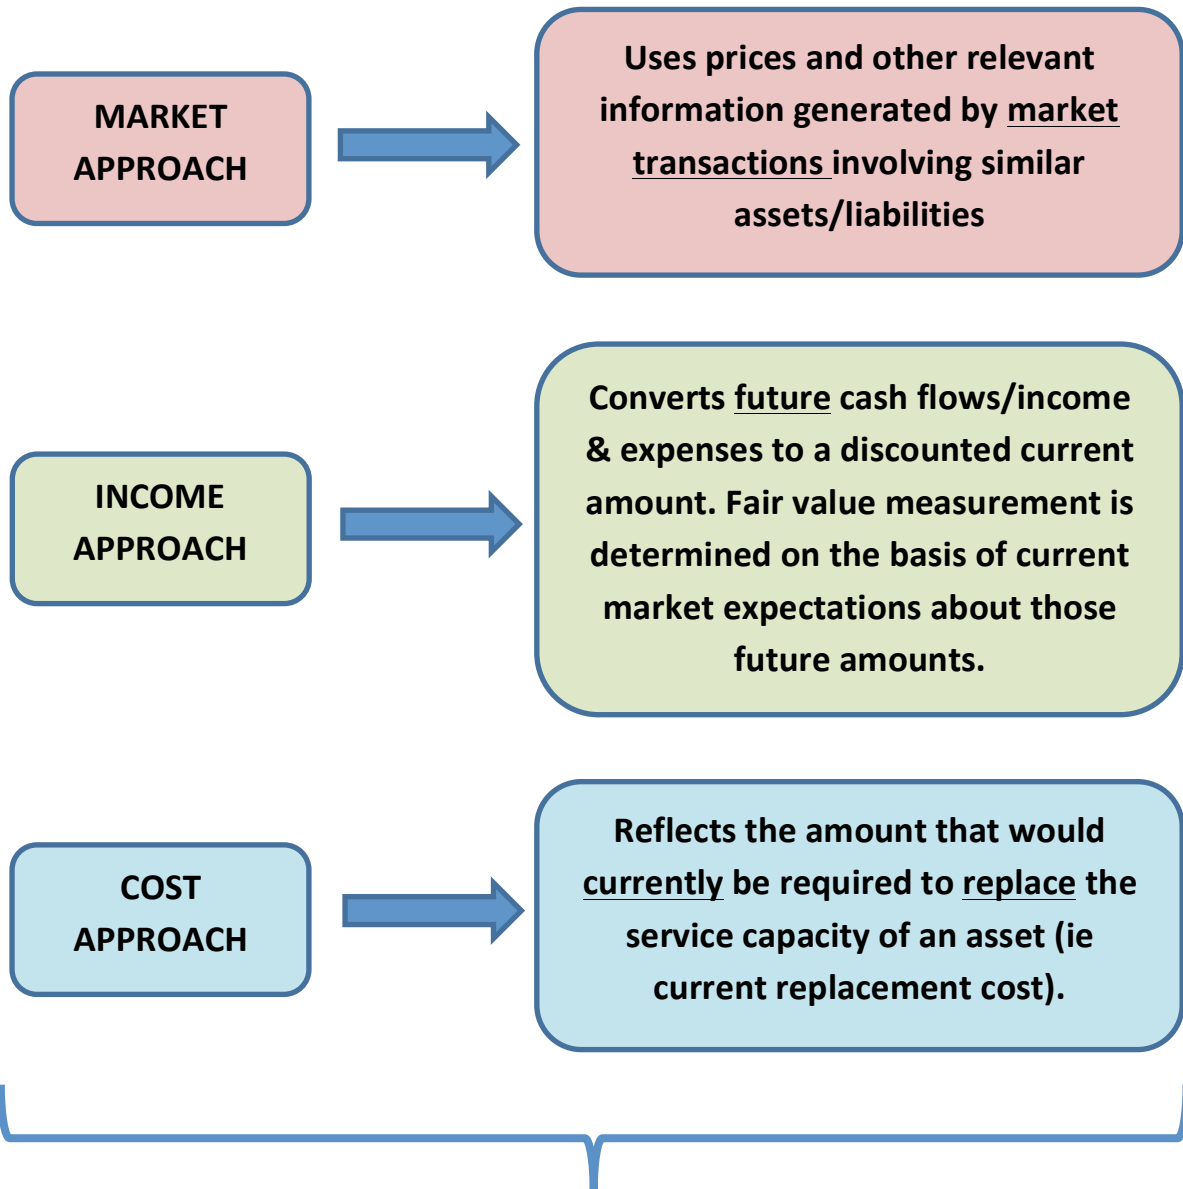 MARKET
APPROACH
Uses prices and other relevant
information generated by market
transactions involving similar
assets/liabilities
INCOME
APPROACH
Converts future cash flows/income
& expenses to a discounted current
amount. Fair value measurement is
determined on the basis of current
market expectations about those
future amounts.
COST
APPROACH
Reflects the amount that would
currently be required to replace the
service capacity of an asset (ie
current replacement cost).